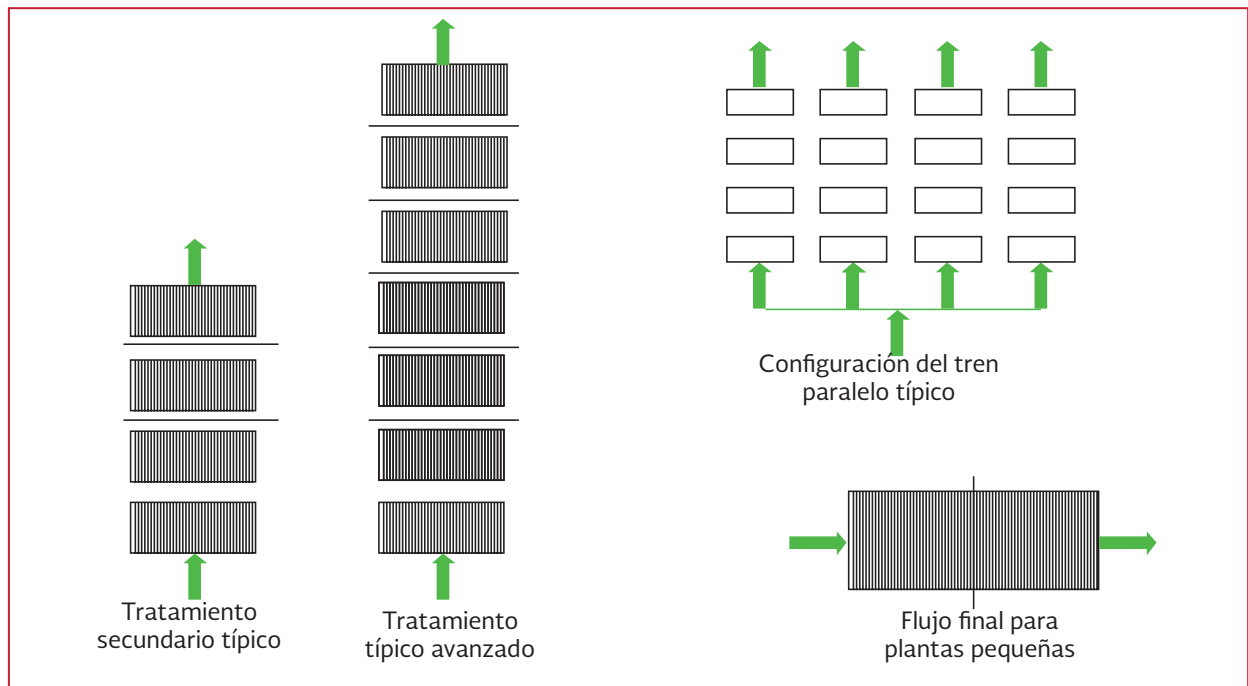 Configuración del tren
paralelo típico
Tratamiento
secundario típico
Tratamiento
típico avanzado
Flujo final para
plantas pequeñas